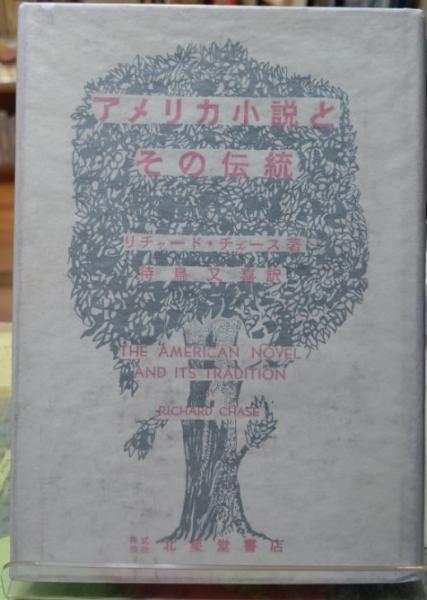 アメリカ小説と
その伝統
リチャード・チェース著
待鳥又喜訳
THE AMERICAN NOVEL
AND ITS TRADITION
BY
RICHARD CHASE
株式会社 北星堂書店